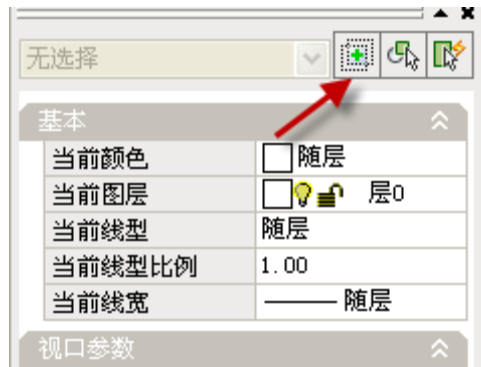 无选择
基本
当前颜色 随层
当前图层 层0
当前线型 随层
当前线型比例 1.00
当前线宽 随层
视口参数